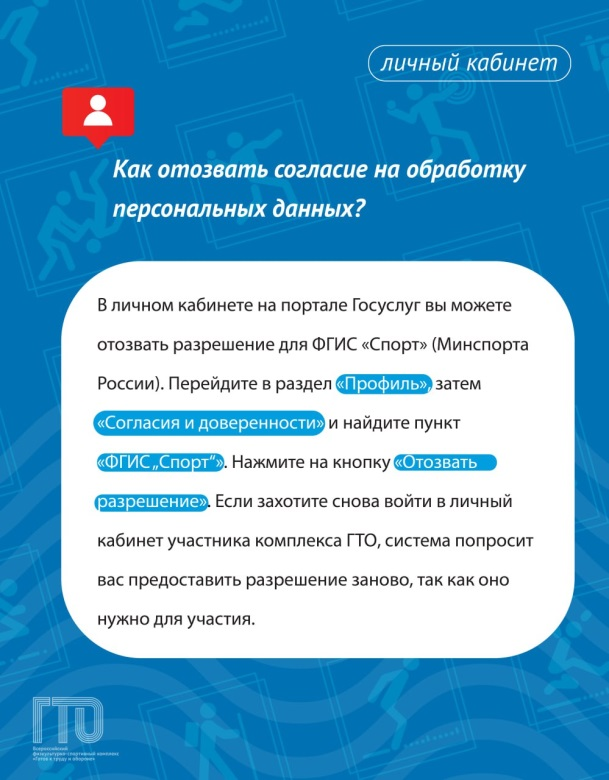 личный кабинет
Как отозвать согласие на обработку
персональных данных?
В личном кабинете на портале Госуслуг вы можете
отозвать разрешение для ФГИС «Спорт» (Минспорта
России). Перейдите в раздел «Профиль», затем
«Согласия и доверенности» и найдите пункт
«ФГИС „Спорт“». Нажмите на кнопку «Отозвать
разрешение». Если захотите снова войти в личный
кабинет участника комплекса ГТО, система попросит
вас предоставить разрешение заново, так как оно
нужно для участия.
ГТО
Всероссийский
физкультурно-спортивный комплекс
«Готов к труду и обороне»